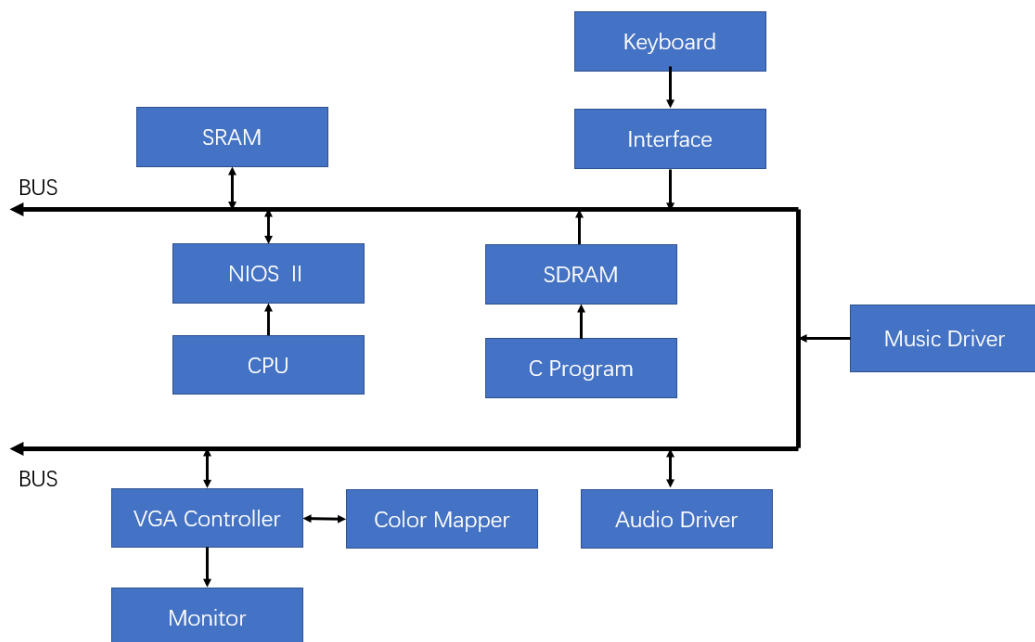 Keyboard
SRAM
Interface
BUS
NIOS II
SDRAM
Music Driver
CPU
C Program
BUS
VGA Controller
Color Mapper
Audio Driver
Monitor